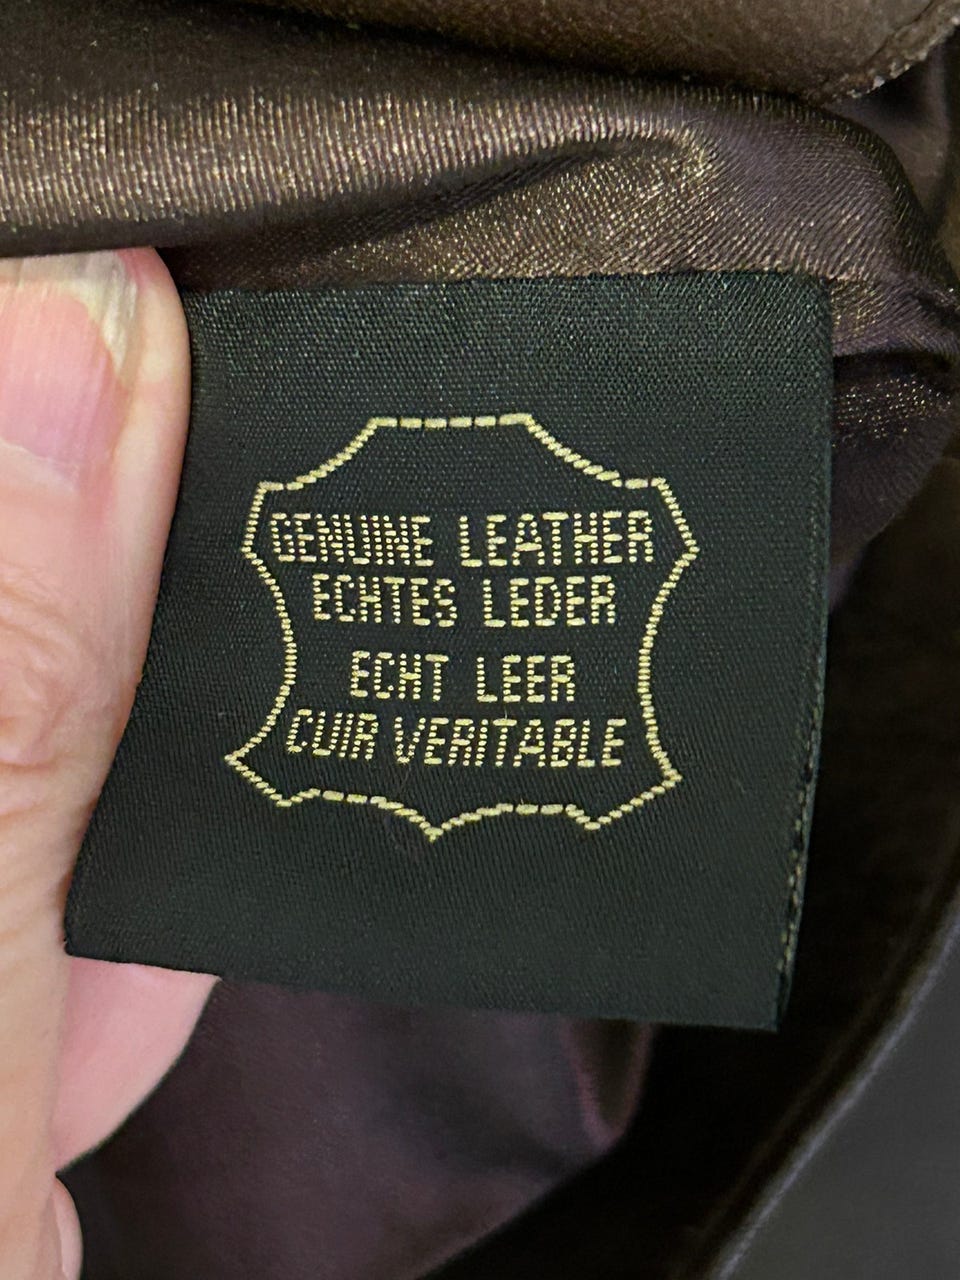 GENUINE LEATHER
ECHTES LEDER
ECHT LEER
CUIR VERITABLE